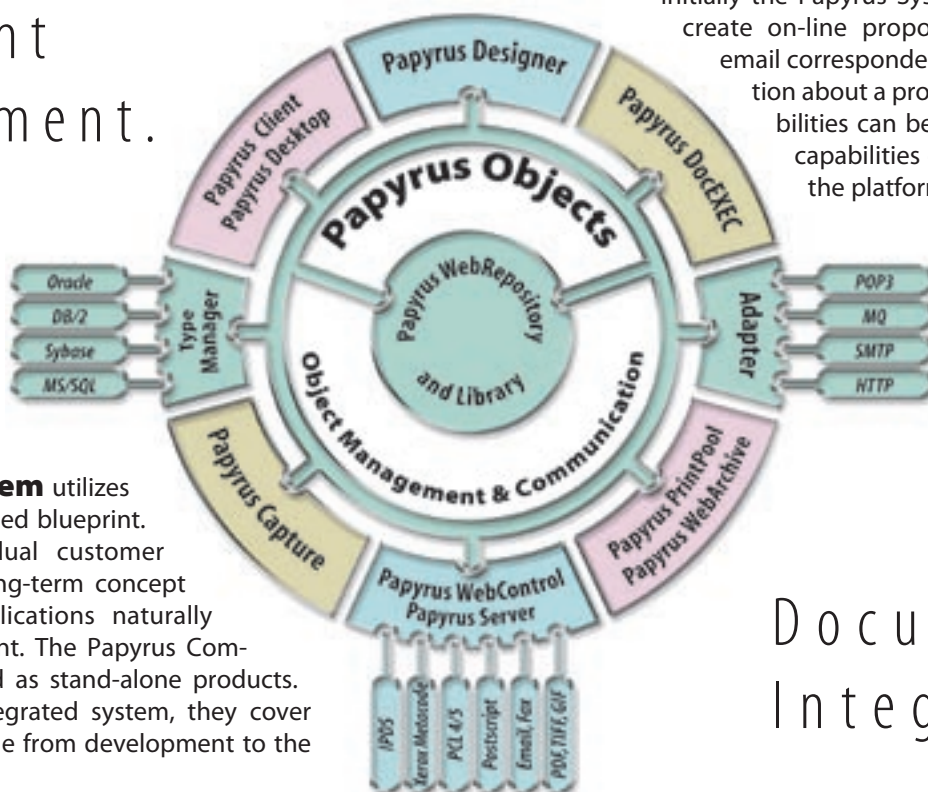 nt
ment.
Initially the Papyrus Sys
create on-line propo
email corresponde
tion about a pro
bilities can be
capabilities
the platform
Papyrus Designer
Papyrus Client
Papyrus Desktop
Papyrus DocEXEC
Papyrus Objects
Papyrus WebRepository
and Library
Object Management & Communication
Type
Manager
Oracle
DB/2
Sybase
MS/SQL
Adapter
POP3
MQ
SMTP
HTTP
Papyrus Capture
Papyrus PrintPool
Papyrus WebArchive
Papyrus WebControl
Papyrus Server
IPDS
Xerox Metacode
PCL 4/5
Postscript
Email, Fax
PDF, TIFF, GIF
em utilizes
ed blueprint.
dual customer
ng-term concept
lications naturally
nt. The Papyrus Com-
d as stand-alone products.
egrated system, they cover
e from development to the
Docu
Integ